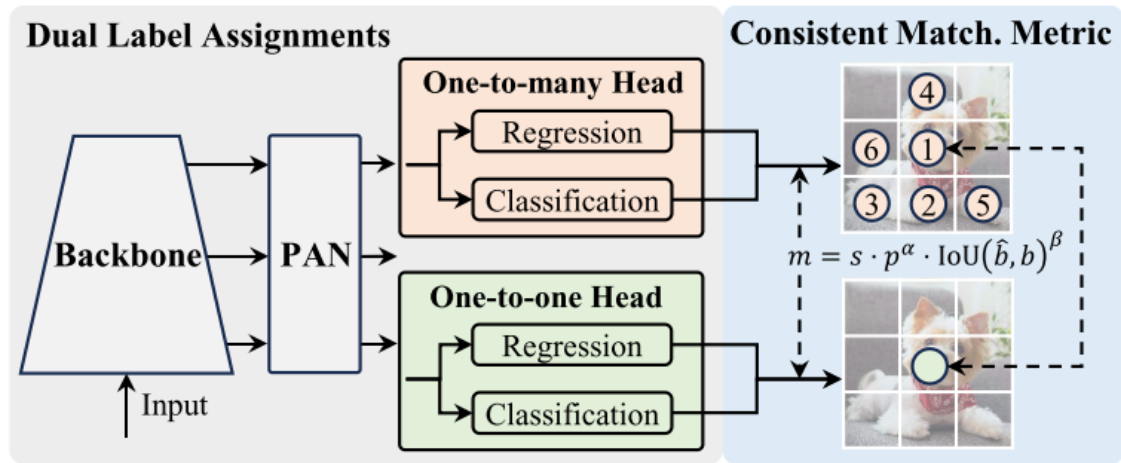 Dual Label Assignments
Consistent Match. Metric
One-to-many Head
Regression
Classification
Backbone
PAN
One-to-one Head
Regression
Classification
Input
4
6 1
3 2 5
m = s · p^α · IoU(b̂, b)^β